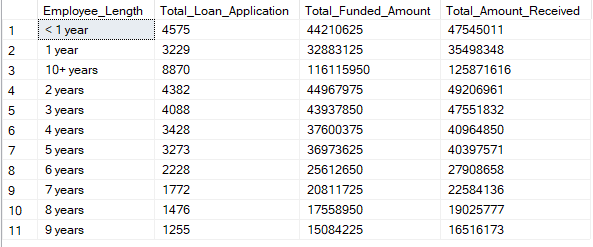 Employee_Length Total_Loan_Application Total_Funded_Amount Total_Amount_Received
1 < 1 year 4575 44210625 47545011
2 1 year 3229 32883125 35498348
3 10+ years 8870 116115950 125871616
4 2 years 4382 44967975 49206961
5 3 years 4088 43937850 47551832
6 4 years 3428 37600375 40964850
7 5 years 3273 36973625 40397571
8 6 years 2228 25612650 27908658
9 7 years 1772 20811725 22584136
10 8 years 1476 17558950 19025777
11 9 years 1255 15084225 16516173